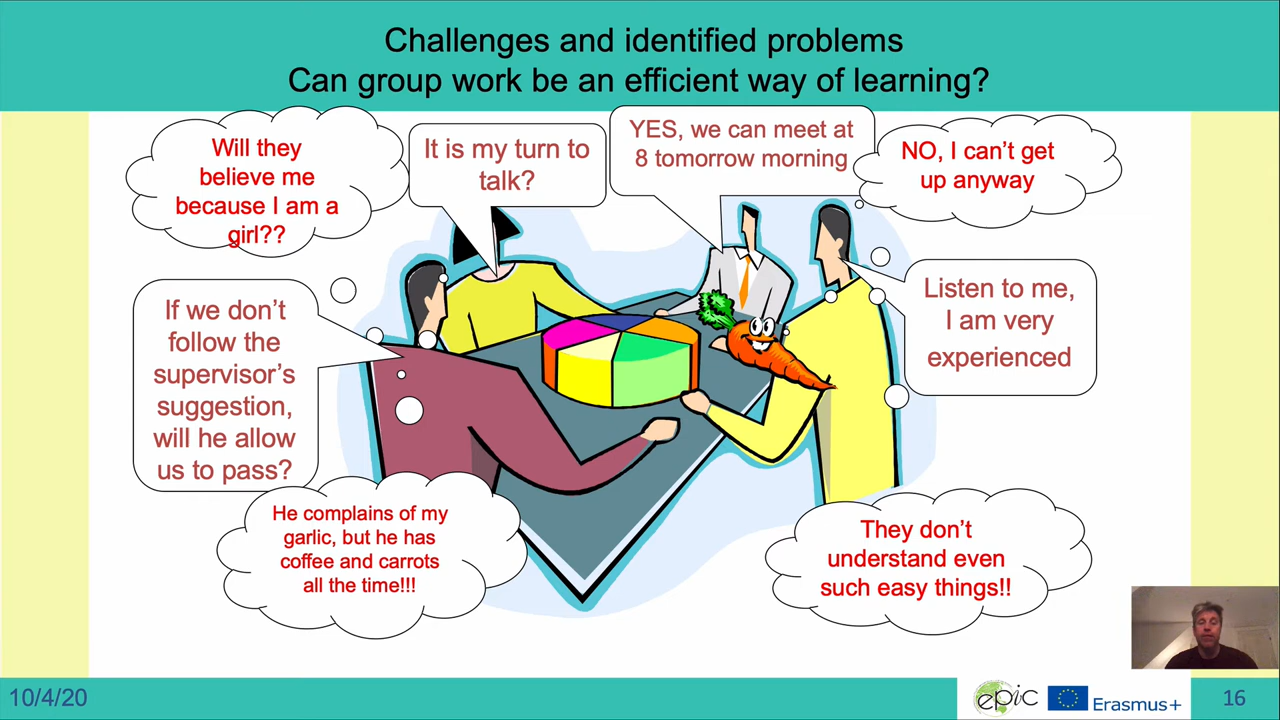 Challenges and identified problems
Can group work be an efficient way of learning?
Will they
believe me
because I am a
girl??
It is my turn to
talk?
YES, we can meet at
8 tomorrow morning
NO, I can't get
up anyway
If we don't
follow the
supervisor's
suggestion,
will he allow
us to pass?
Listen to me,
I am very
experienced
He complains of my
garlic, but he has
coffee and carrots
all the time!!!
They don't
understand even
such easy things!!
10/4/20
epic
Erasmus+
16